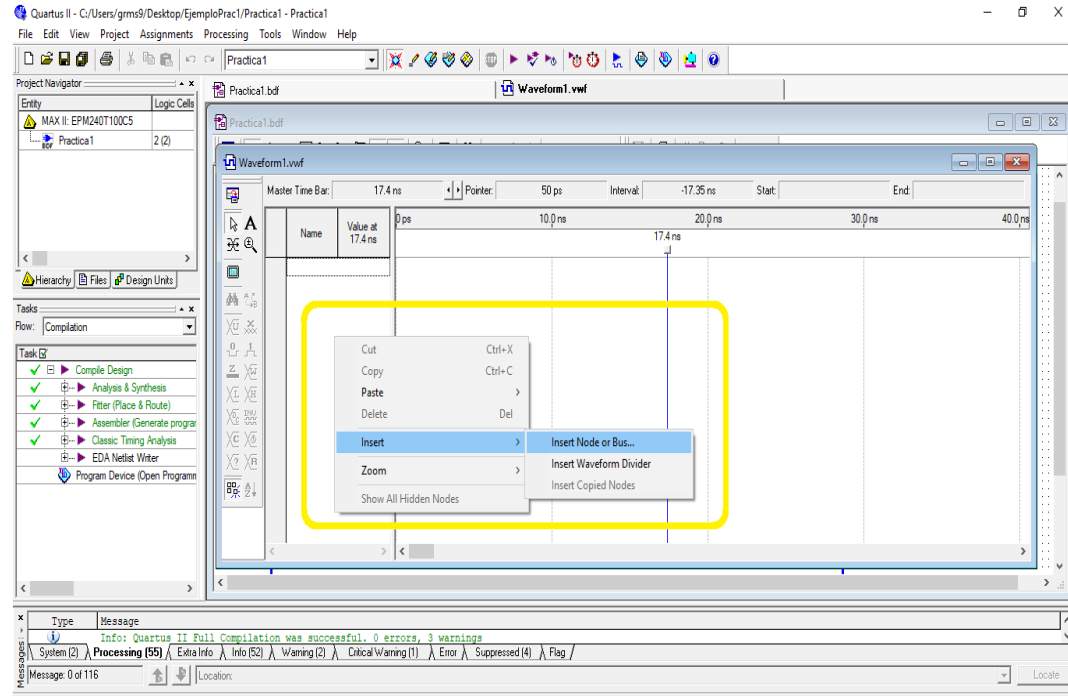 Quartus II - C:/Users/grms9/Desktop/EjemploPrac1/Practica1 - Practica1
File Edit View Project Assignments Processing Tools Window Help
Practica1
Project Navigator
Entity Logic Cells
MAX II: EPM240T100C5
Practica1 2 (2)
Hierarchy Files Design Units
Tasks
Flow: Compilation
Task
Compile Design
Analysis & Synthesis
Fitter (Place & Route)
Assembler (Generate program
Classic Timing Analysis
EDA Netlist Writer
Program Device (Open Programm
Practica1.bdf Waveform1.vwf
Practica1.bdf
Waveform1.vwf
Master Time Bar: 17.4 ns Pointer: 50 ps Interval: -17.35 ns Start: End:
Name Value at 17.4 ns
0 ps 10.0 ns 20.0 ns 30.0 ns 40.0 ns
17.4 ns
Cut Ctrl+X
Copy Ctrl+C
Paste
Delete Del
Insert
Zoom
Show All Hidden Nodes
Insert Node or Bus...
Insert Waveform Divider
Insert Copied Nodes
Type Message
Info: Quartus II Full Compilation was successful. 0 errors, 3 warnings
System (2) Processing (55) Extra Info Info (52) Warning (2) Critical Warning (1) Error Suppressed (4) Flag
Messages
Message: 0 of 116 Location: Locate